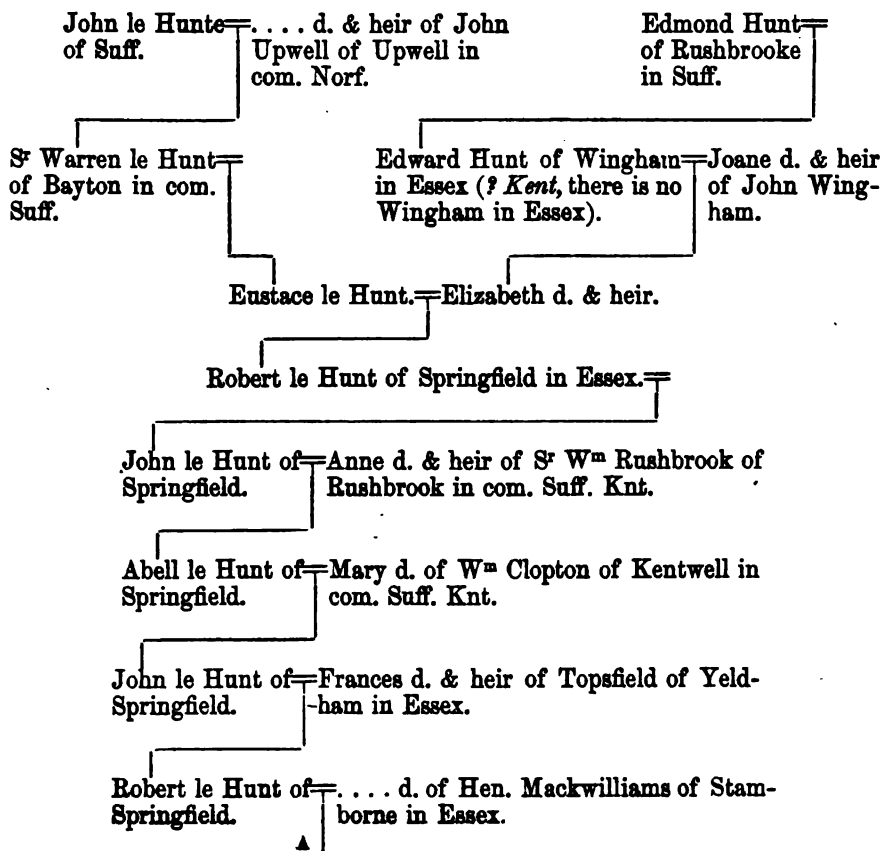 John le Hunte=.... d. & heir of John
of Suff.
Upwell of Upwell in
com. Norf.
Edmond Hunt=
of Rushbrooke
in Suff.
Sr Warren le Hunt=
of Bayton in com.
Suff.
Edward Hunt of Wingham=Joane d. & heir
in Essex (? Kent, there is no
Wingham in Essex).
of John Wing-
ham.
Eustace le Hunt.=Elizabeth d. & heir.
Robert le Hunt of Springfield in Essex.=
John le Hunt of=Anne d. & heir of Sr Wm Rushbrook of
Springfield.
Rushbrook in com. Suff. Knt.
Abell le Hunt of=Mary d. of Wm Clopton of Kentwell in
Springfield.
com. Suff. Knt.
John le Hunt of=Frances d. & heir of Topsfield of Yeld-
Springfield.
ham in Essex.
Robert le Hunt of=.... d. of Hen. Mackwilliams of Stam-
Springfield.
borne in Essex.
A